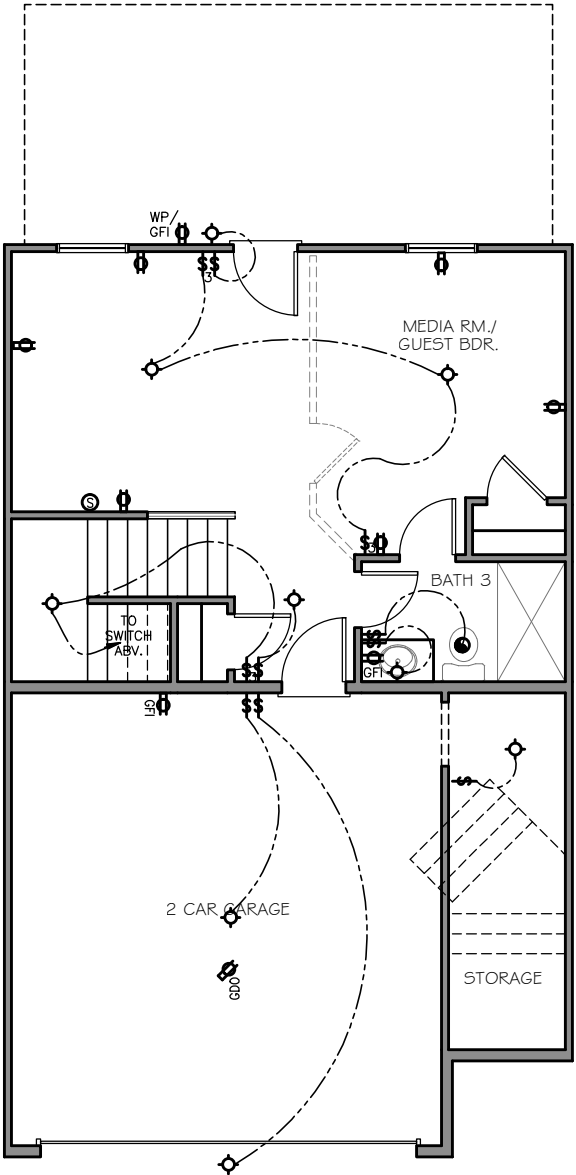 WP/
GFI
$$
3
MEDIA RM./
GUEST BDR.
S
$
3
BATH 3
TO
SWITCH
ABV.
$$
$$
GFI
GFI
$$
$
2 CAR GARAGE
GDO
STORAGE